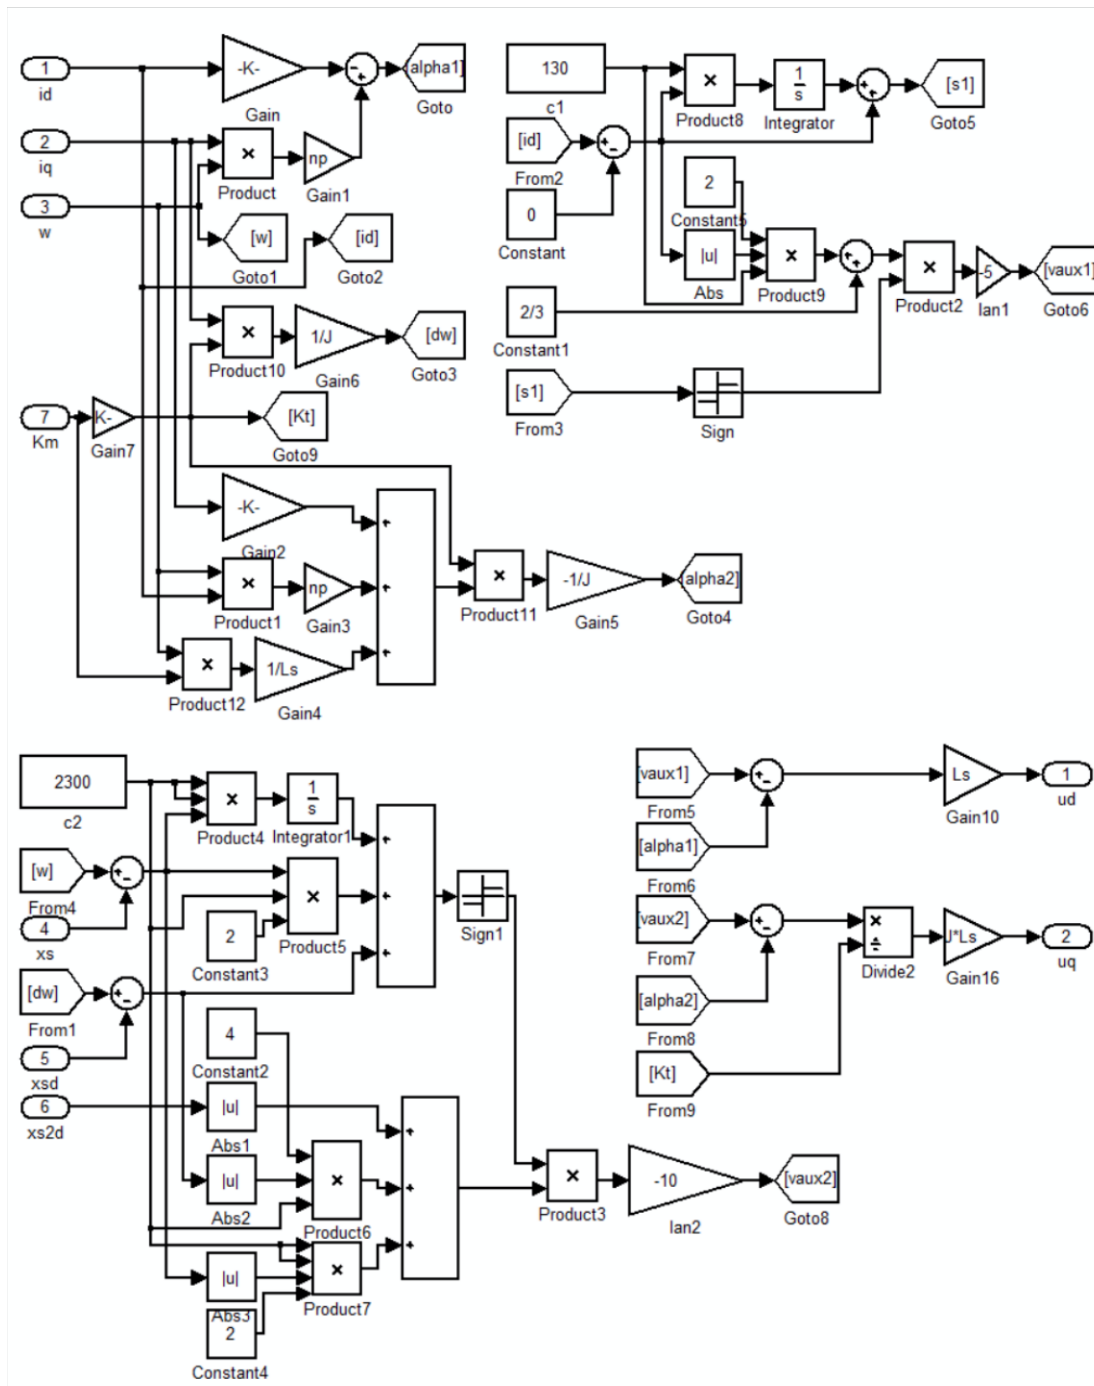 1
id
-K-
Gain
[alpha1]
Goto
2
iq
×
Product
np
Gain1
3
w
[w]
Goto1
[id]
Goto2
×
Product10
1/J
Gain6
[dw]
Goto3
7
Km
K-
Gain7
[Kt]
Goto9
-K-
Gain2
×
Product1
np
Gain3
×
Product12
1/Ls
Gain4
×
Product11
-1/J
Gain5
[alpha2]
Goto4
130
c1
×
Product8
1
s
Integrator
[s1]
Goto5
[id]
From2
0
Constant
2
Constant5
|u|
Abs
×
Product9
2/3
Constant1
×
Product2
-5
lan1
[vaux1]
Goto6
[s1]
From3
Sign
2300
c2
×
Product4
1
s
Integrator1
[w]
From4
4
xs
×
Product5
2
Constant3
Sign1
[dw]
From1
5
xsd
6
xs2d
4
Constant2
|u|
Abs1
|u|
Abs2
×
Product6
|u|
Abs3
×
Product7
2
Constant4
×
Product3
-10
lan2
[vaux2]
Goto8
[vaux1]
From5
[alpha1]
From6
Ls
Gain10
1
ud
[vaux2]
From7
[alpha2]
From8
×
÷
Divide2
J*Ls
Gain16
2
uq
[Kt]
From9